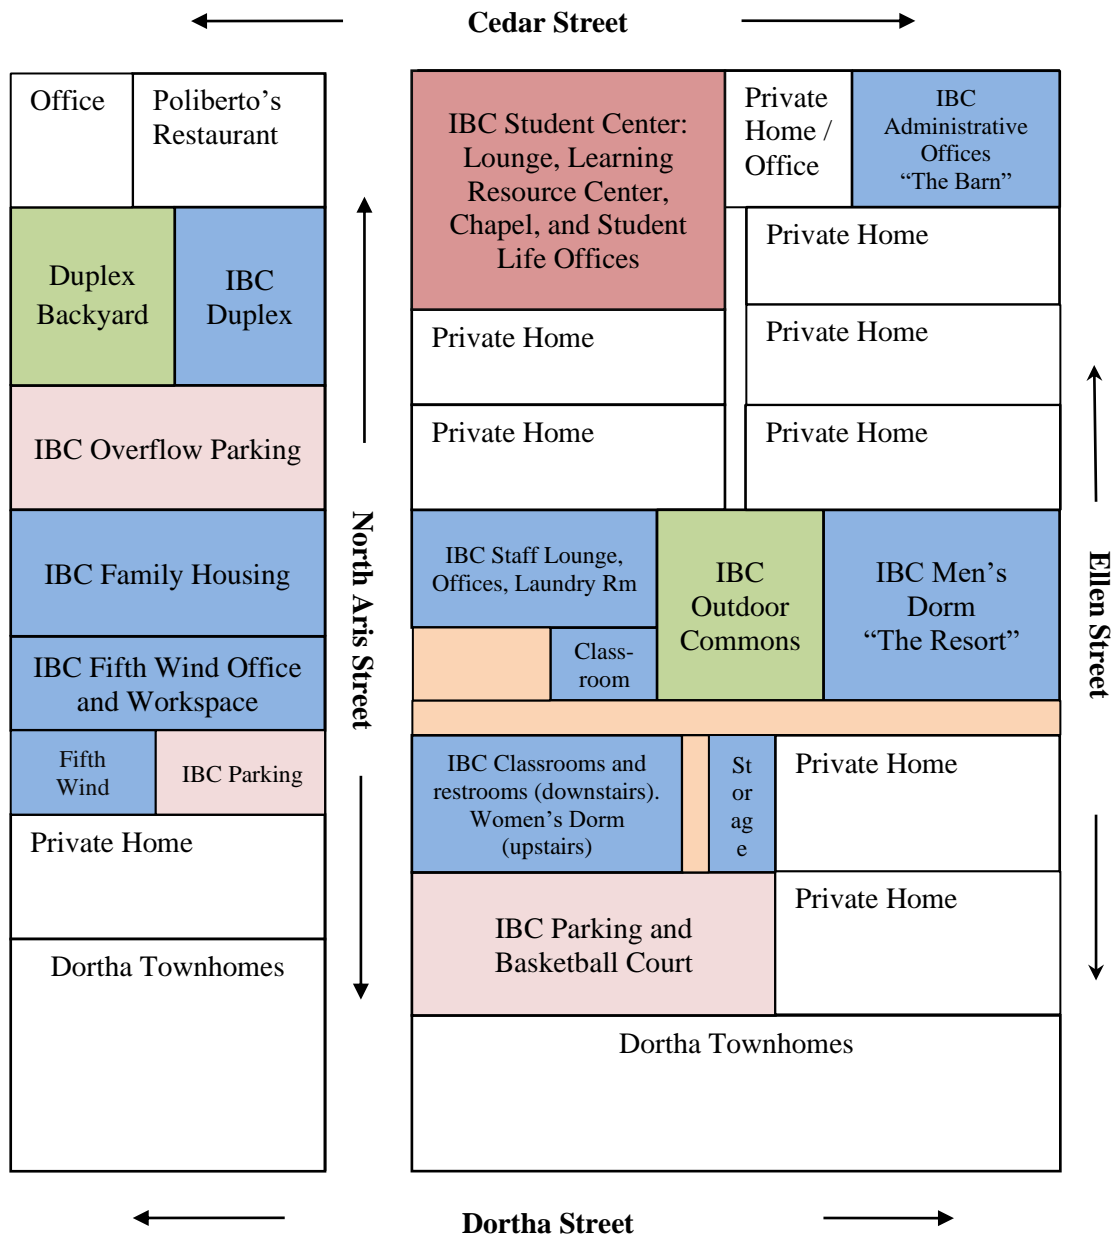 Cedar Street
Office
Poliberto’s
Restaurant
Duplex
Backyard
IBC
Duplex
IBC Overflow Parking
IBC Family Housing
IBC Fifth Wind Office
and Workspace
Fifth
Wind
IBC Parking
Private Home
Dortha Townhomes
North Aris Street
IBC Student Center:
Lounge, Learning
Resource Center,
Chapel, and Student
Life Offices
Private
Home /
Office
IBC
Administrative
Offices
“The Barn”
Private Home
Private Home
Private Home
Private Home
Private Home
IBC Staff Lounge,
Offices, Laundry Rm
Class-
room
IBC
Outdoor
Commons
IBC Men’s
Dorm
“The Resort”
IBC Classrooms and
restrooms (downstairs).
Women’s Dorm
(upstairs)
St
or
ag
e
Private Home
IBC Parking and
Basketball Court
Private Home
Dortha Townhomes
Ellen Street
Dortha Street